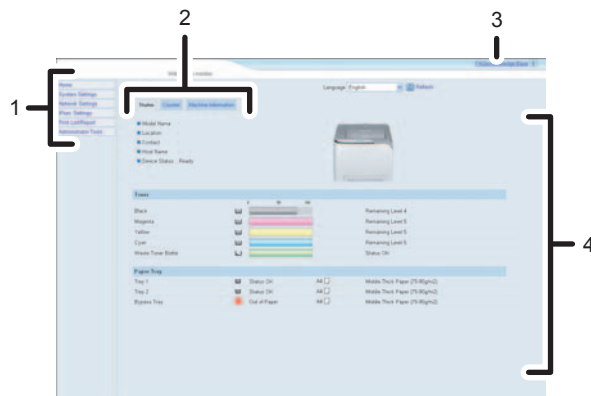 2
3
1
4
Home
System Settings
Network Settings
IPsec Settings
Print List/Report
Administrator Tools
Language English Refresh
Status Counter Machine Information
Model Name
Location
Contact
Host Name
Device Status : Ready
Toner
Black Remaining Level 4
Magenta Remaining Level 5
Yellow Remaining Level 5
Cyan Remaining Level 5
Waste Toner Bottle Status OK
Paper Tray
Tray 1 Status OK A4 Middle Thick Paper (75-90g/m2)
Tray 2 Status OK A4 Middle Thick Paper (75-90g/m2)
Bypass Tray Out of Paper A4 Middle Thick Paper (75-90g/m2)